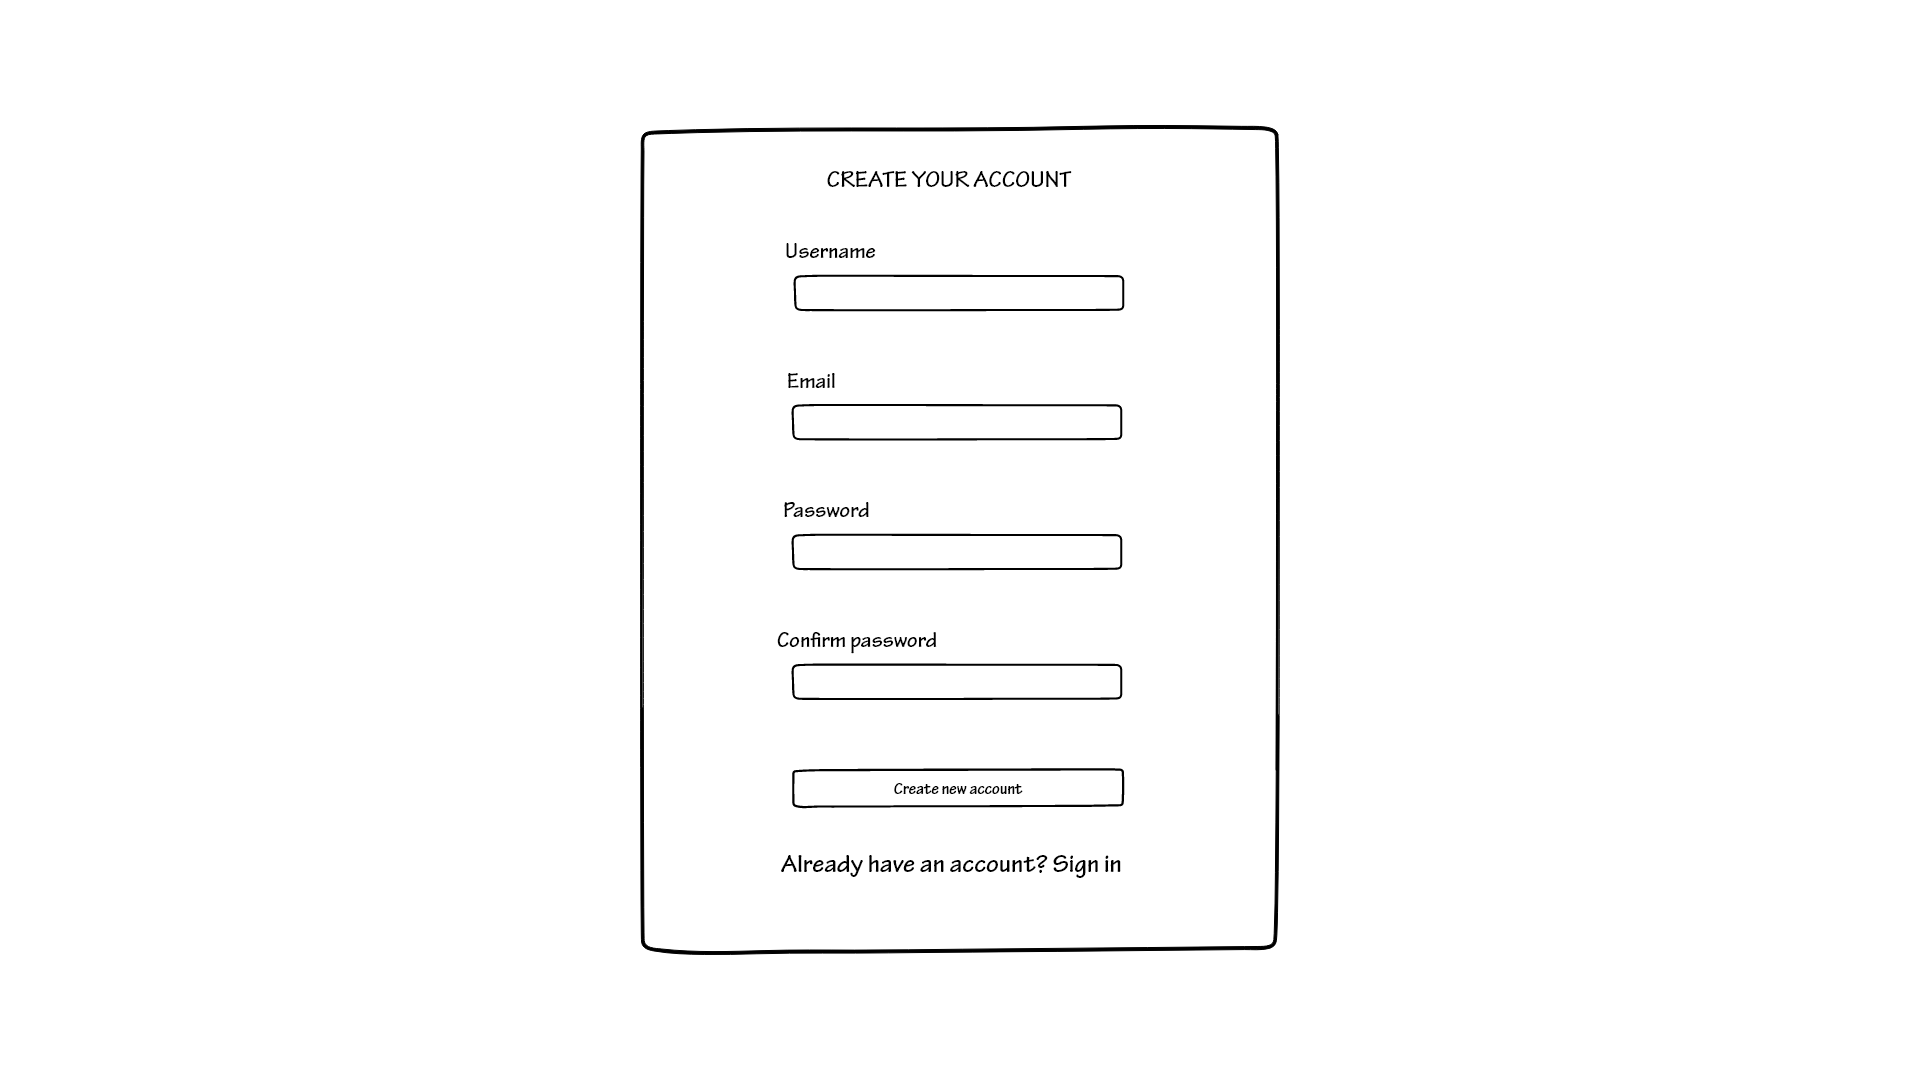 CREATE YOUR ACCOUNT
Username
Email
Password
Confirm password
Create new account
Already have an account? Sign in